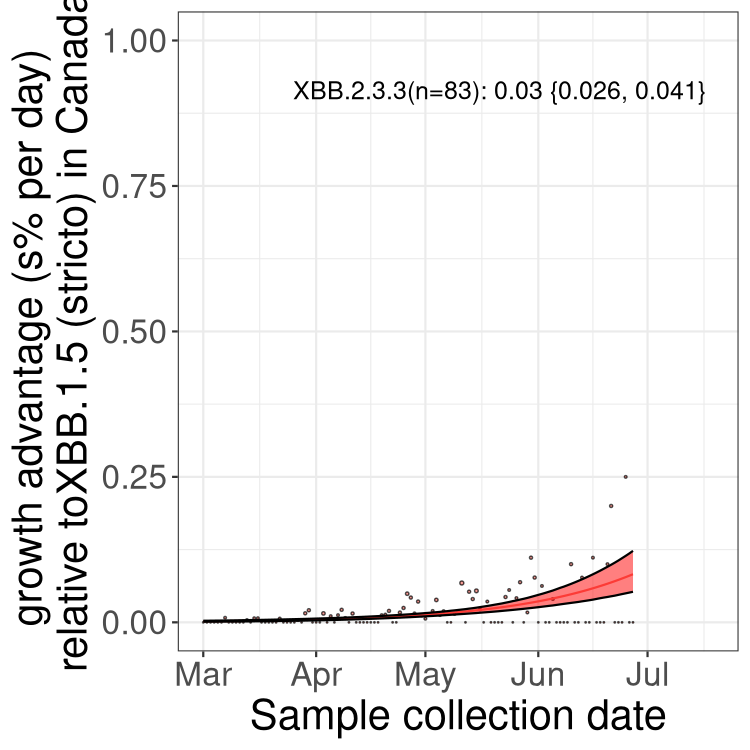 growth advantage (s% per day)
relative toXBB.1.5 (stricto) in Canada
1.00
0.75
0.50
0.25
0.00
XBB.2.3.3(n=83): 0.03 {0.026, 0.041}
Mar Apr May Jun Jul
Sample collection date